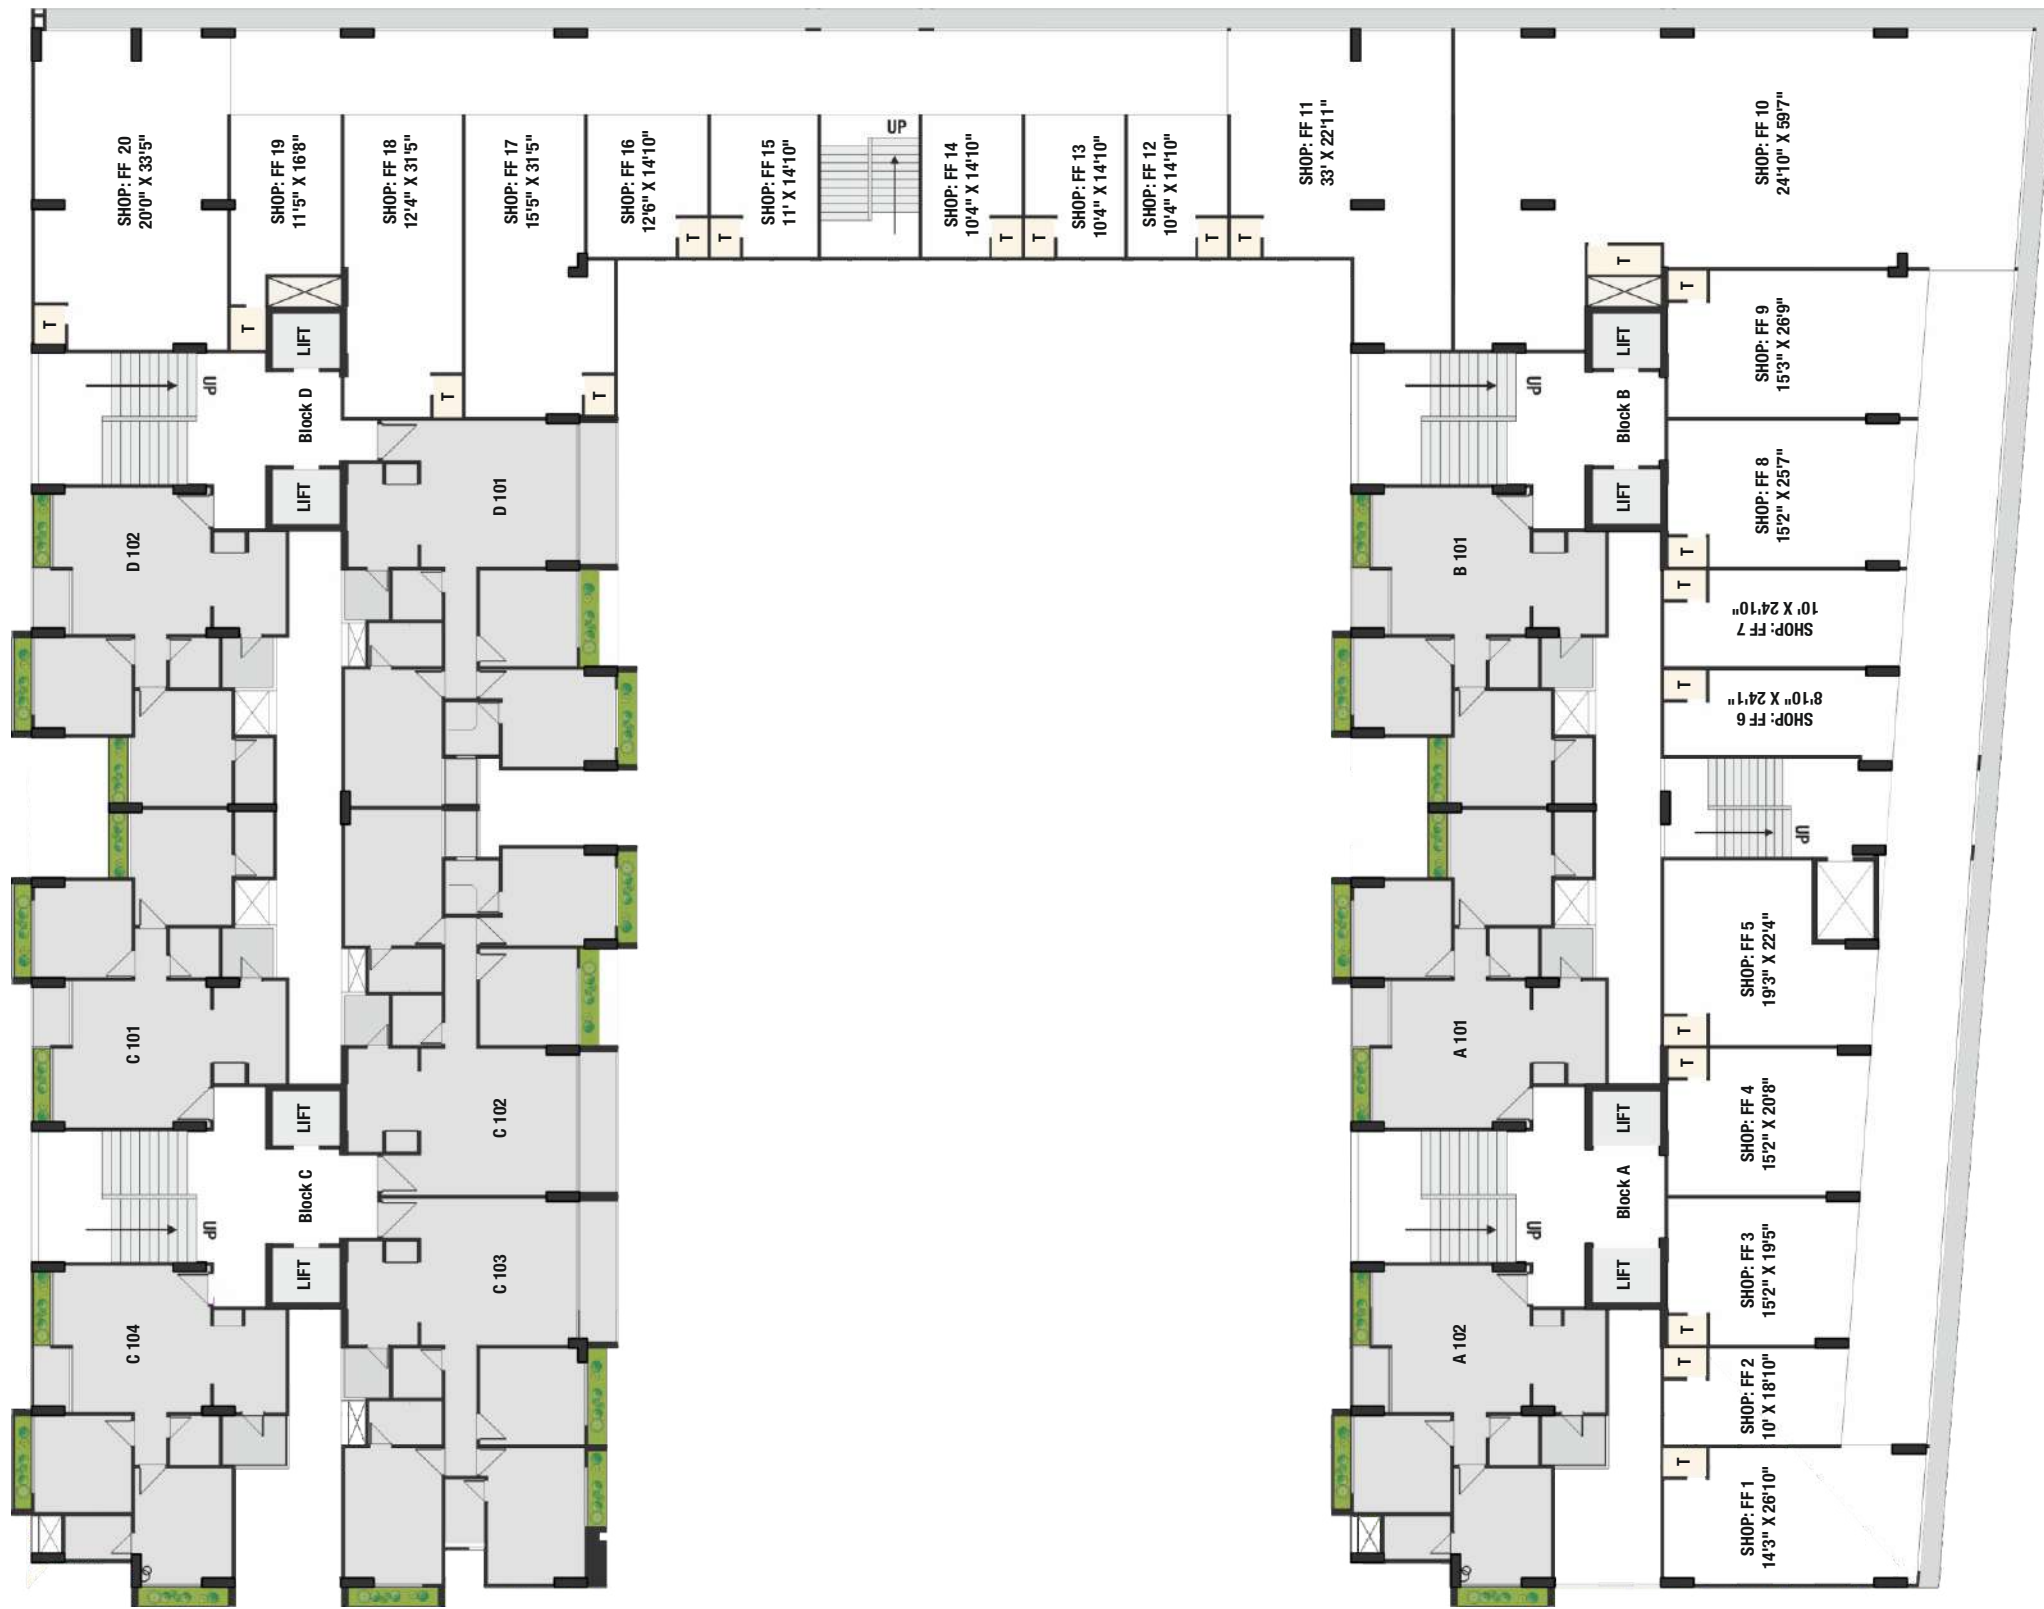 SHOP: FF 20
20'0" X 33'5"
SHOP: FF 19
11'5" X 16'8"
SHOP: FF 18
12'4" X 31'5"
SHOP: FF 17
15'5" X 31'5"
SHOP: FF 16
12'6" X 14'10"
SHOP: FF 15
11' X 14'10"
UP
SHOP: FF 14
10'4" X 14'10"
SHOP: FF 13
10'4" X 14'10"
SHOP: FF 12
10'4" X 14'10"
SHOP: FF 11
33' X 22'11"
SHOP: FF 10
24'10" X 59'7"
T
T
T
T
T
T
T
T
T
T
T
T
LIFT
UP
Block D
LIFT
D 101
D 102
LIFT
UP
Block B
LIFT
B 101
SHOP: FF 9
15'3" X 26'9"
SHOP: FF 8
15'2" X 25'7"
T
T
SHOP: FF 7
10' X 24'10"
T
SHOP: FF 6
8'10" X 24'1"
UP
SHOP: FF 5
19'3" X 22'4"
T
T
SHOP: FF 4
15'2" X 20'8"
SHOP: FF 3
15'2" X 19'5"
T
T
SHOP: FF 2
10' X 18'10"
T
SHOP: FF 1
14'3" X 26'10"
C 101
LIFT
C 102
UP
Block C
LIFT
C 103
C 104
A 101
LIFT
UP
Block A
LIFT
A 102